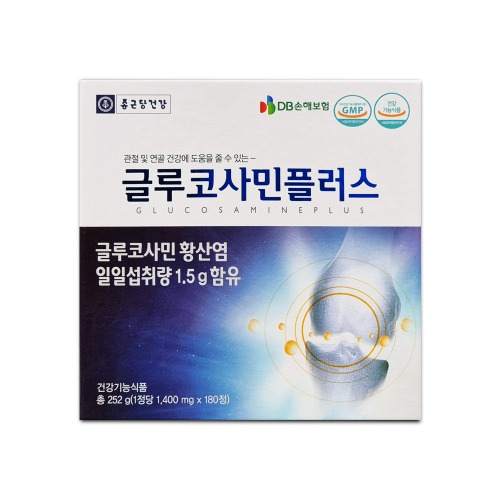 종근당건강
DB손해보험
GMP
건강
기능식품
관절 및 연골 건강에 도움을 줄 수 있는 –
글루코사민플러스
GLUCOSAMINEPLUS
글루코사민 황산염
일일섭취량 1.5 g 함유
건강기능식품
총 252 g(1정당 1,400 mg x 180정)